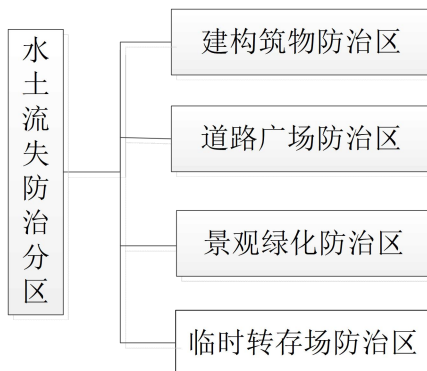 水土流失防治分区
建构筑物防治区
道路广场防治区
景观绿化防治区
临时转存场防治区